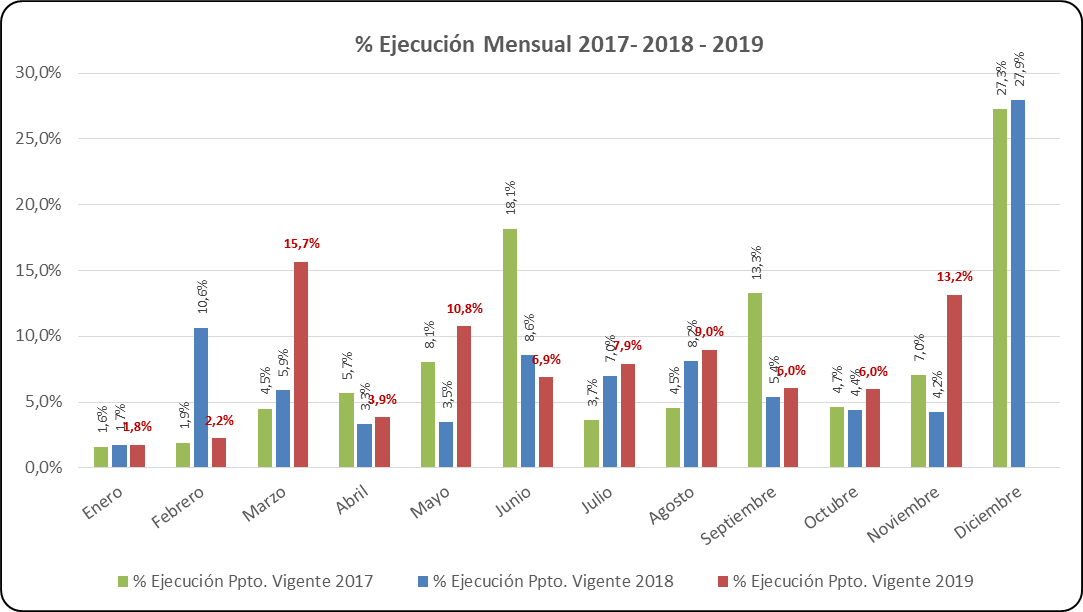 % Ejecución Mensual 2017- 2018 - 2019
30,0%
25,0%
20,0%
15,0%
10,0%
5,0%
0,0%
1,6%
1,7%
1,8%
1,9%
10,6%
2,2%
4,5%
5,9%
15,7%
5,7%
3,3%
3,9%
8,1%
3,5%
10,8%
18,1%
8,6%
6,9%
3,7%
7,0%
7,9%
4,5%
8,2%
9,0%
13,3%
5,4%
6,0%
4,7%
4,4%
6,0%
7,0%
4,2%
13,2%
27,3%
27,9%
Enero
Febrero
Marzo
Abril
Mayo
Junio
Julio
Agosto
Septiembre
Octubre
Noviembre
Diciembre
% Ejecución Ppto. Vigente 2017
% Ejecución Ppto. Vigente 2018
% Ejecución Ppto. Vigente 2019